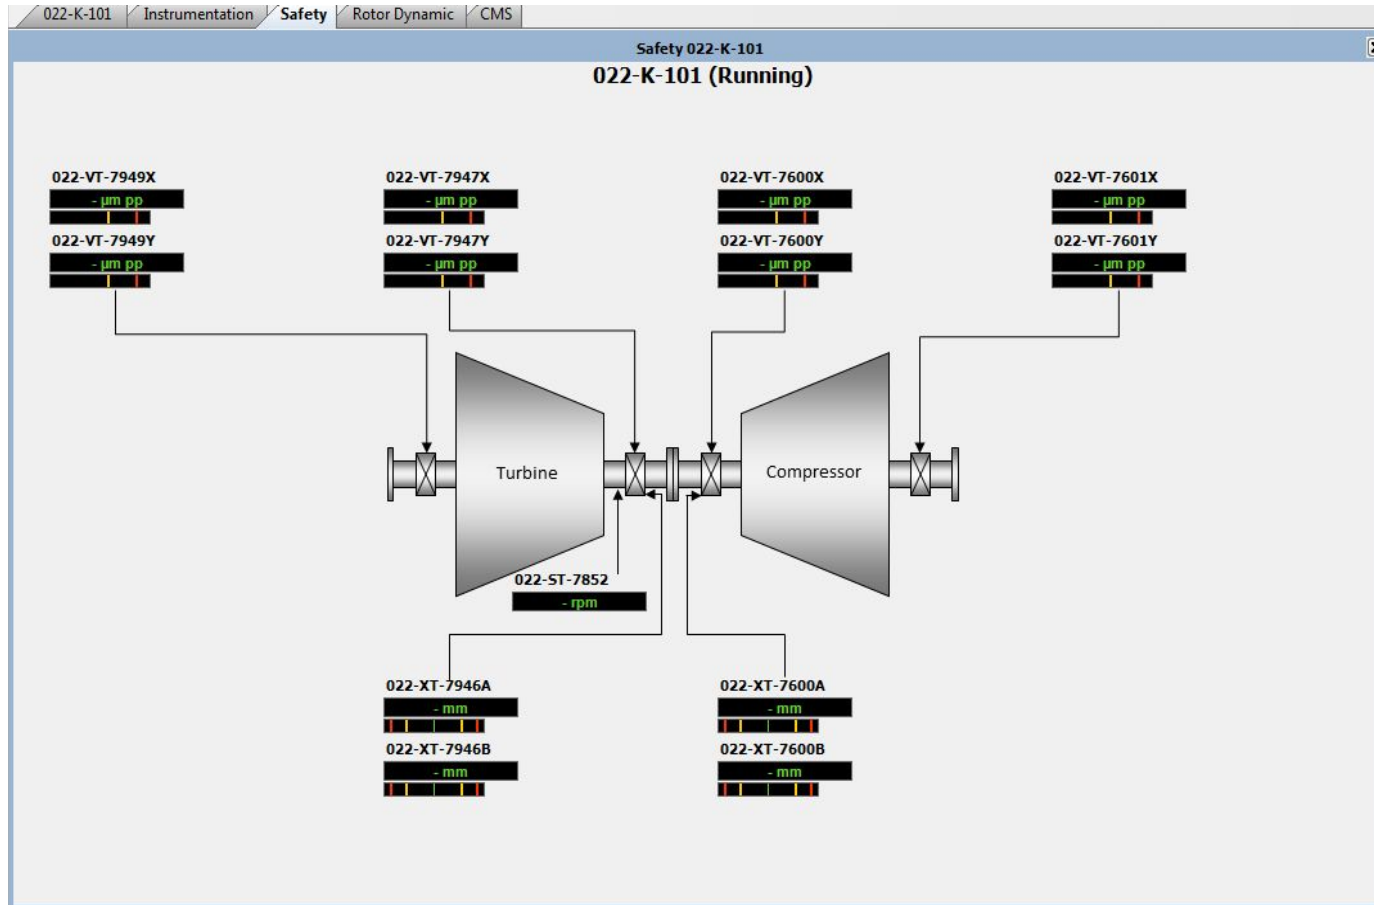 022-K-101 Instrumentation Safety Rotor Dynamic CMS
Safety 022-K-101
022-K-101 (Running)
022-VT-7949X 022-VT-7947X 022-VT-7600X 022-VT-7601X
- µm pp - µm pp - µm pp - µm pp
022-VT-7949Y 022-VT-7947Y 022-VT-7600Y 022-VT-7601Y
- µm pp - µm pp - µm pp - µm pp
Turbine Compressor
022-ST-7852
- rpm
022-XT-7946A 022-XT-7600A
- mm - mm
022-XT-7946B 022-XT-7600B
- mm - mm